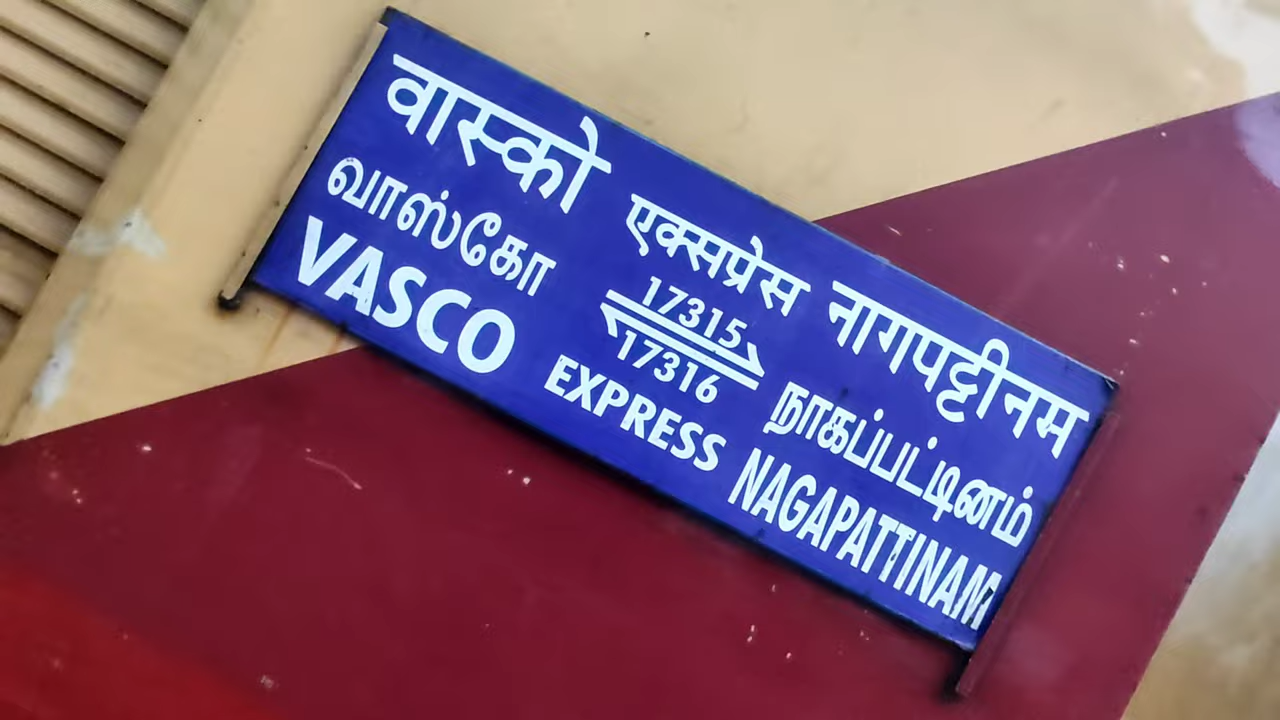 वास्को एक्सप्रेस नागपट्टीनम
வாஸ்கோ 17315 நாகப்பட்டினம்
17316
VASCO EXPRESS NAGAPATTINAM